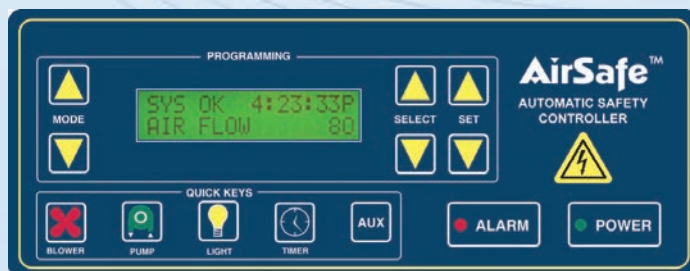 PROGRAMMING
MODE
SYS OK 4:23:33P
AIR FLOW 80
SELECT
SET
AirSafe™
AUTOMATIC SAFETY
CONTROLLER
QUICK KEYS
BLOWER
PUMP
LIGHT
TIMER
AUX
ALARM
POWER